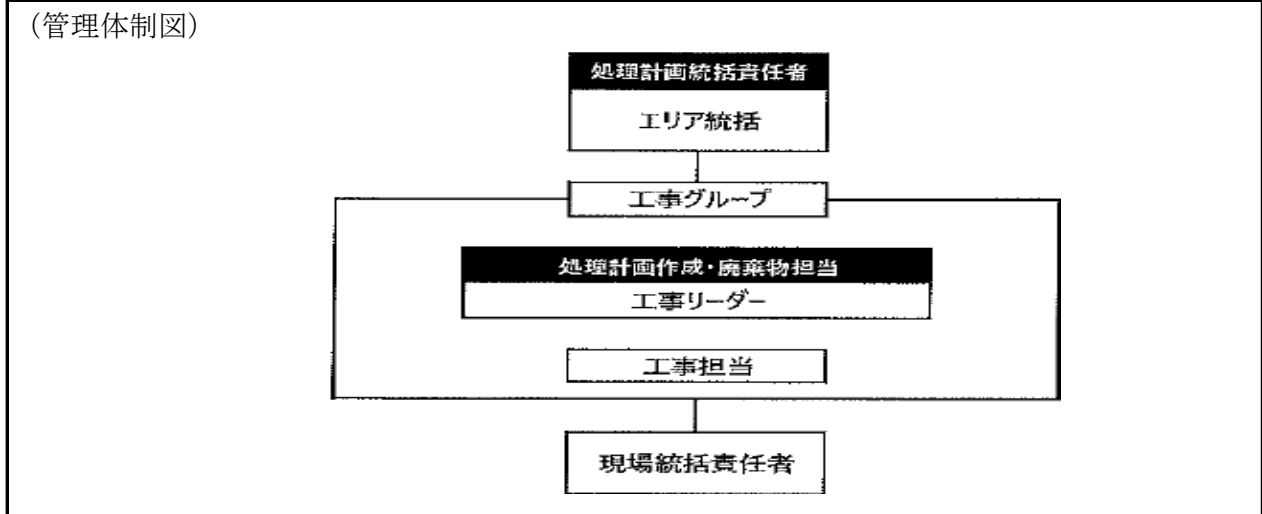 （管理体制図）
処理計画統括責任者
エリア統括
工事グループ
処理計画作成・廃棄物担当
工事リーダー
工事担当
現場統括責任者